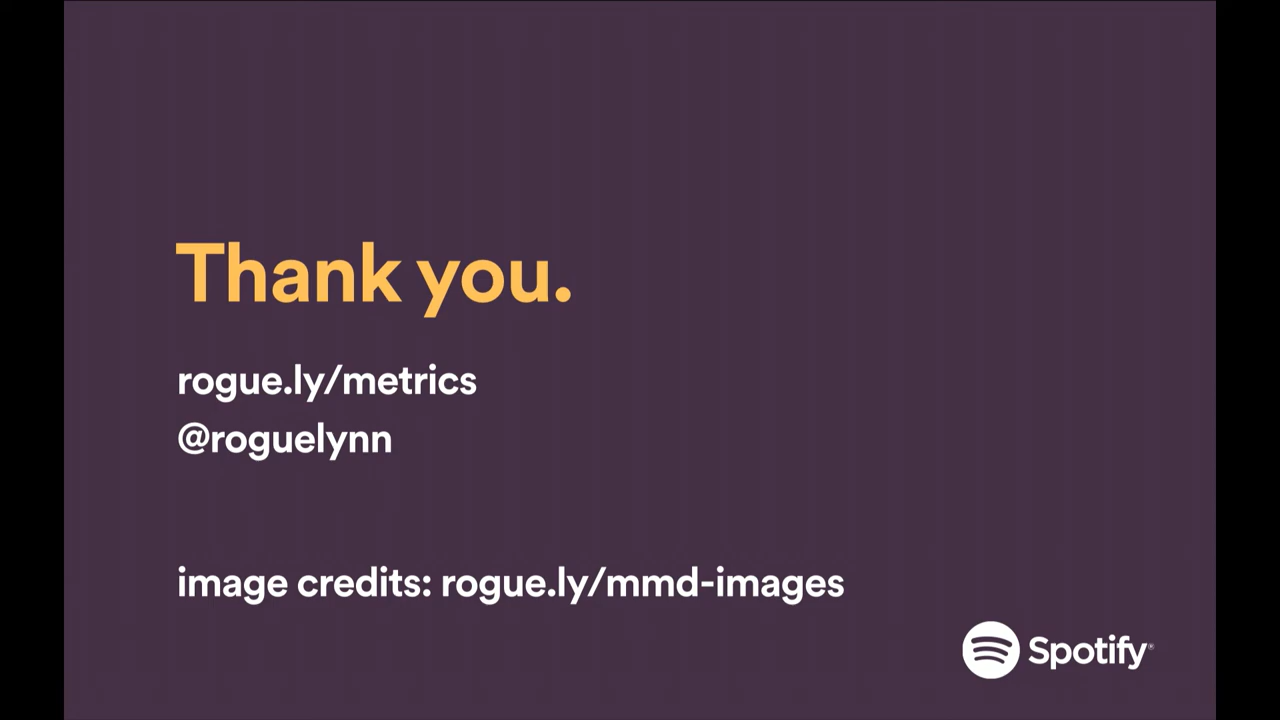 Thank you.
rogue.ly/metrics
@roguelynn
image credits: rogue.ly/mmd-images
Spotify®